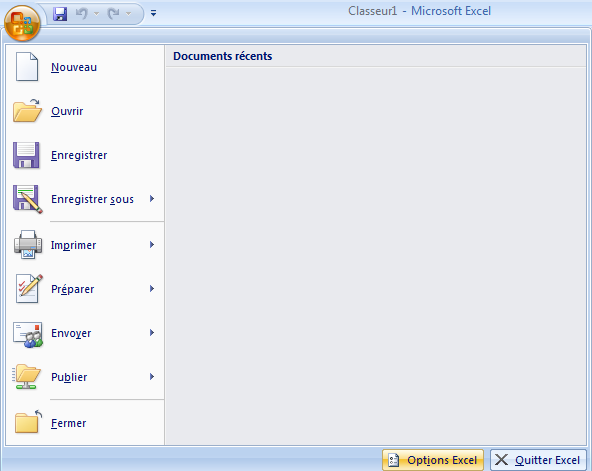 Classeur1 - Microsoft Excel
Documents récents
Nouveau
Ouvrir
Enregistrer
Enregistrer sous
Imprimer
Préparer
Envoyer
Publier
Fermer
Options Excel
Quitter Excel